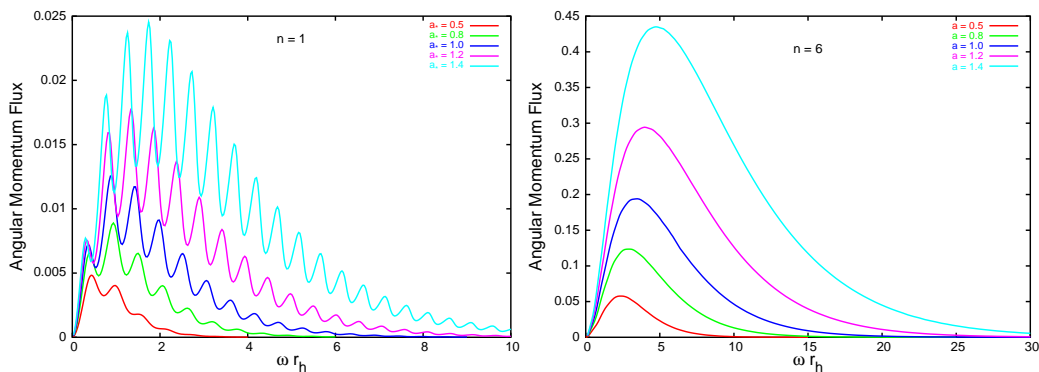 0.025
0.02
0.015
0.01
0.005
0
Angular Momentum Flux
n = 1
a* = 0.5
a* = 0.8
a* = 1.0
a* = 1.2
a* = 1.4
0 2 4 6 8 10
ω r_h
0.45
0.4
0.35
0.3
0.25
0.2
0.15
0.1
0.05
0
Angular Momentum Flux
n = 6
a = 0.5
a = 0.8
a = 1.0
a = 1.2
a = 1.4
0 5 10 15 20 25 30
ω r_h